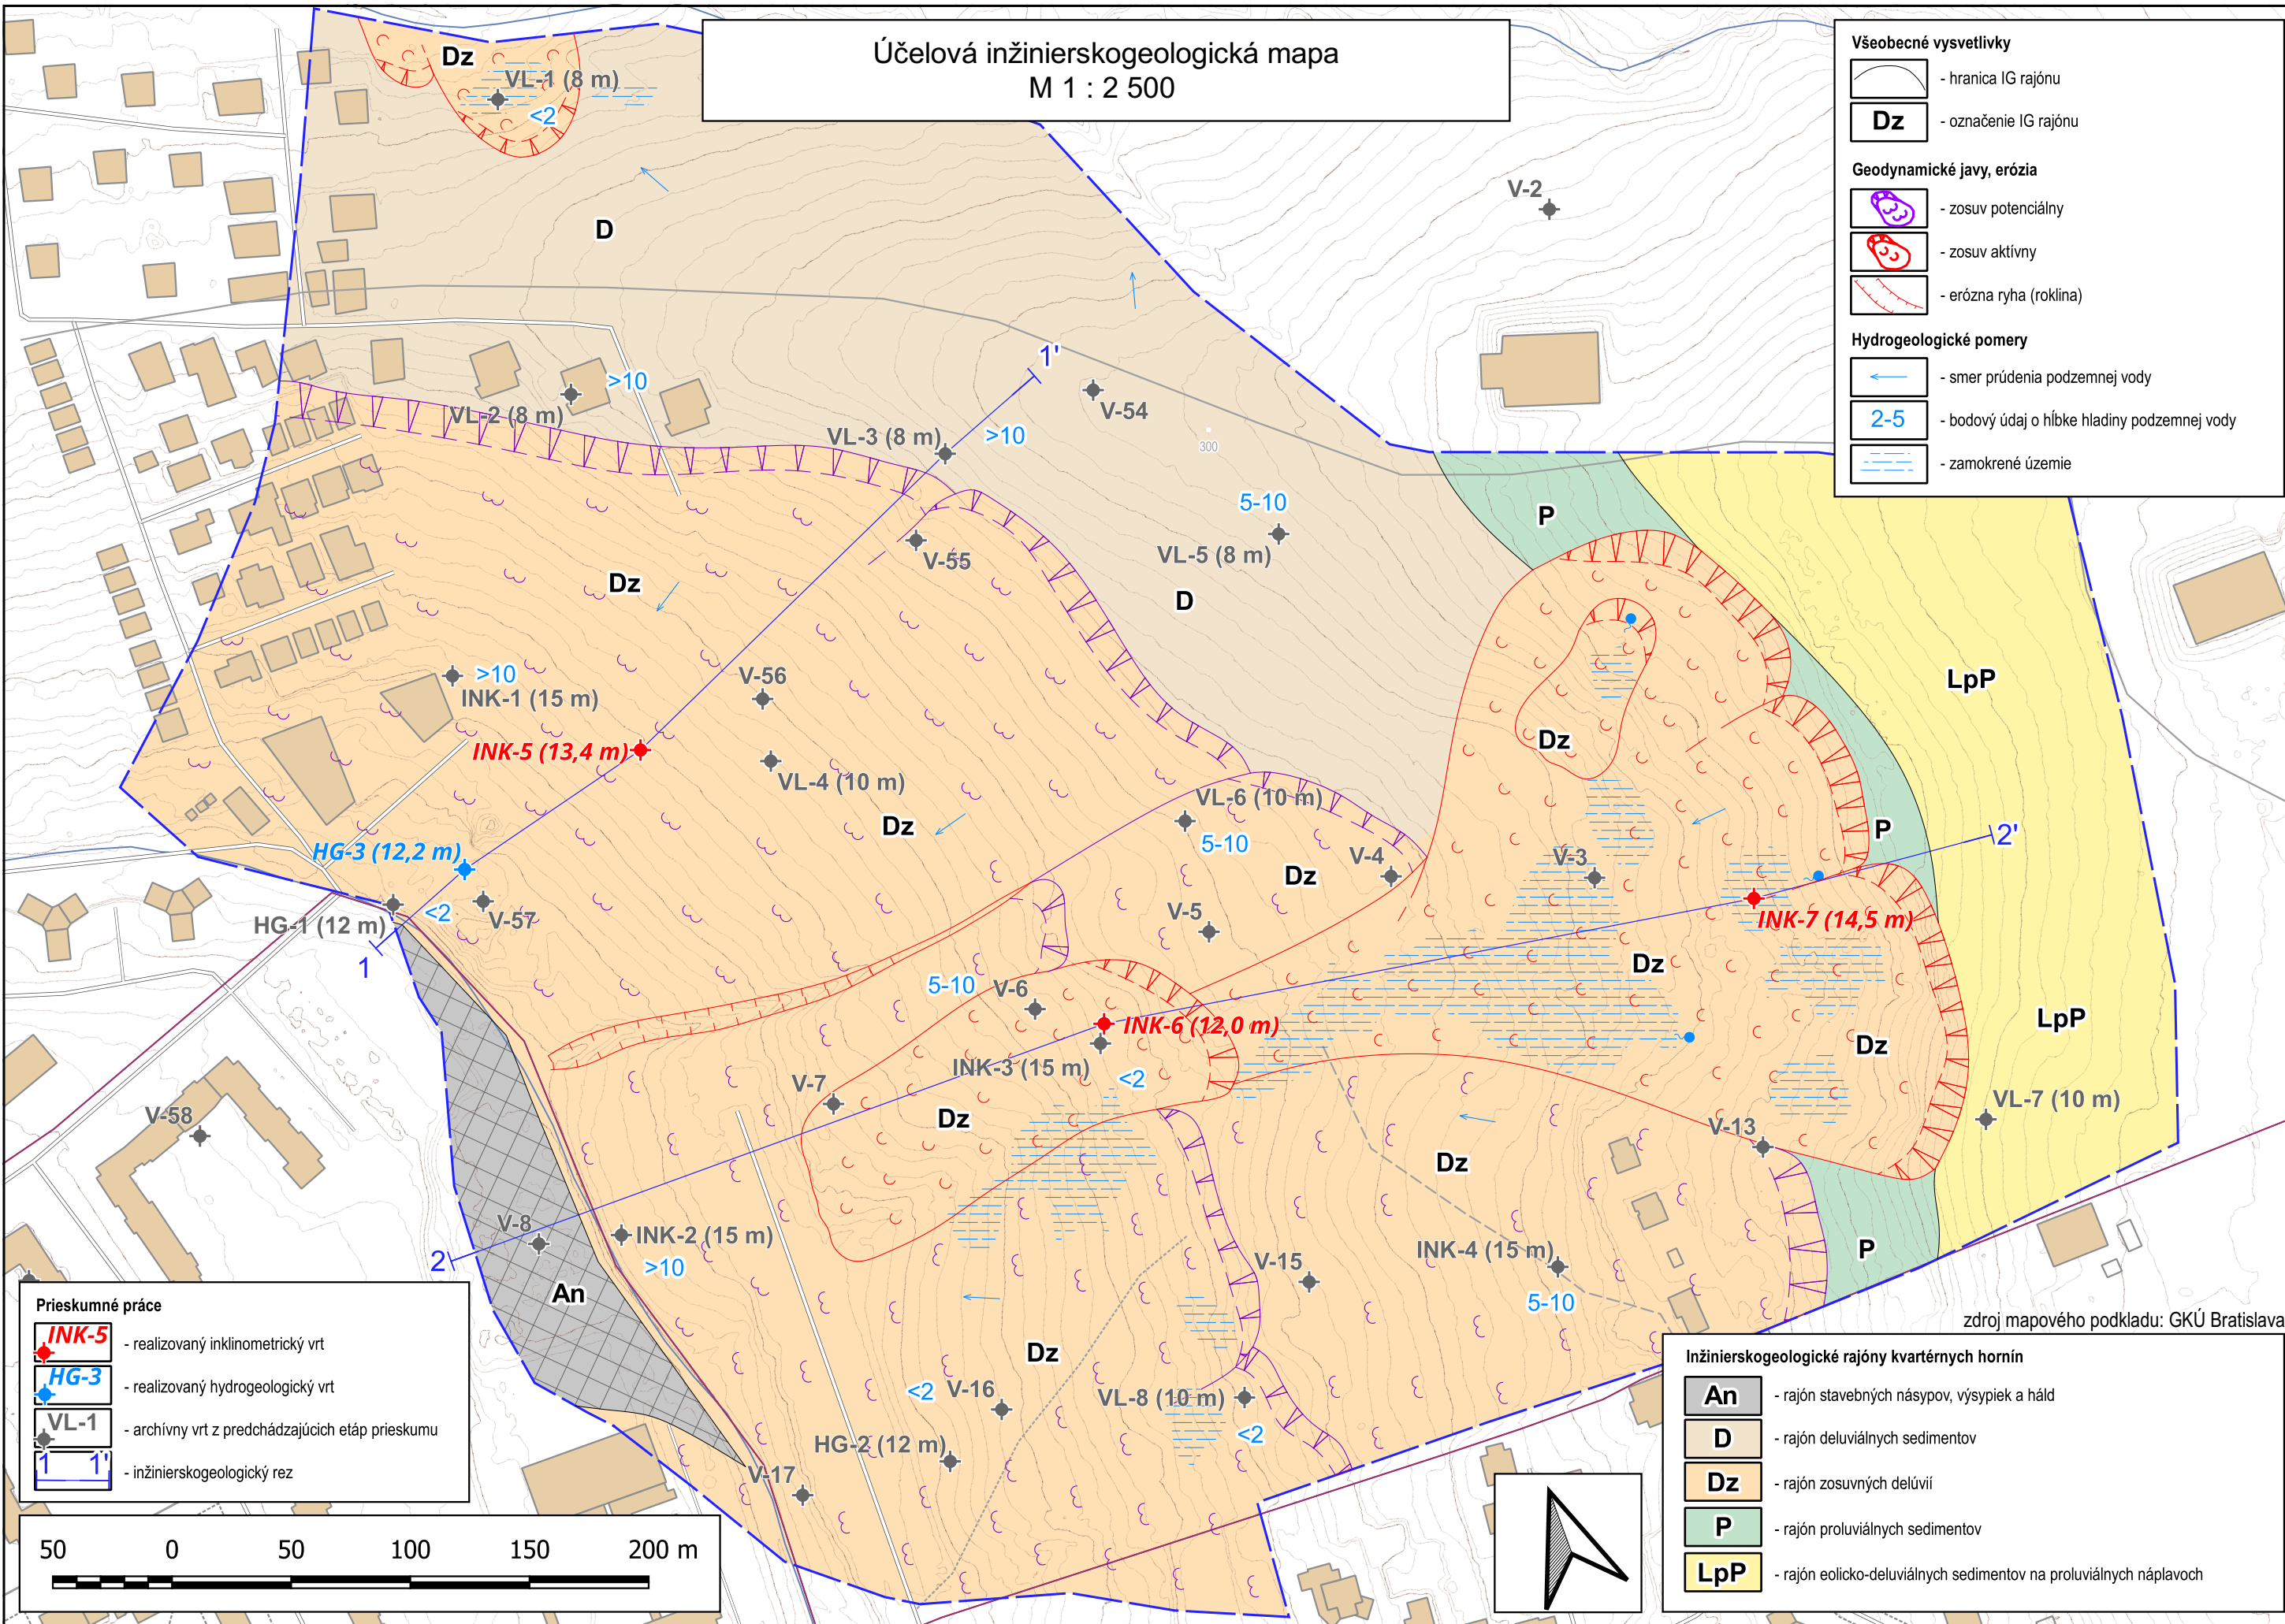 Účelová inžinierskogeologická mapa
M 1 : 2 500
Všeobecné vysvetlivky
- hranica IG rajónu
Dz - označenie IG rajónu
Geodynamické javy, erózia
- zosuv potenciálny
- zosuv aktívny
- erózna ryha (roklina)
Hydrogeologické pomery
- smer prúdenia podzemnej vody
2-5 - bodový údaj o hĺbke hladiny podzemnej vody
- zamokrené územie
Dz
VL-1 (8 m)
<2
V-2
D
1'
>10
VL-2 (8 m)
V-54
VL-3 (8 m)
>10
300
5-10
P
V-55
VL-5 (8 m)
Dz
D
>10
INK-1 (15 m)
V-56
LpP
INK-5 (13,4 m)
Dz
VL-4 (10 m)
VL-6 (10 m)
Dz
5-10
P
2'
HG-3 (12,2 m)
V-4
V-3
Dz
<2
V-57
HG-1 (12 m)
V-5
INK-7 (14,5 m)
1
Dz
5-10
V-6
INK-6 (12,0 m)
LpP
Dz
INK-3 (15 m)
<2
V-7
V-58
Dz
VL-7 (10 m)
V-13
Dz
V-8
INK-2 (15 m)
2
>10
V-15
INK-4 (15 m)
P
An
5-10
Dz
<2
V-16
VL-8 (10 m)
<2
HG-2 (12 m)
V-17
zdroj mapového podkladu: GKÚ Bratislava
Prieskumné práce
INK-5 - realizovaný inklinometrický vrt
HG-3 - realizovaný hydrogeologický vrt
VL-1 - archívny vrt z predchádzajúcich etáp prieskumu
1 1' - inžinierskogeologický rez
50 0 50 100 150 200 m
Inžinierskogeologické rajóny kvartérnych hornín
An - rajón stavebných násypov, výsypiek a háld
D - rajón deluviálnych sedimentov
Dz - rajón zosuvných delúvií
P - rajón proluviálnych sedimentov
LpP - rajón eolicko-deluviálnych sedimentov na proluviálnych náplavoch